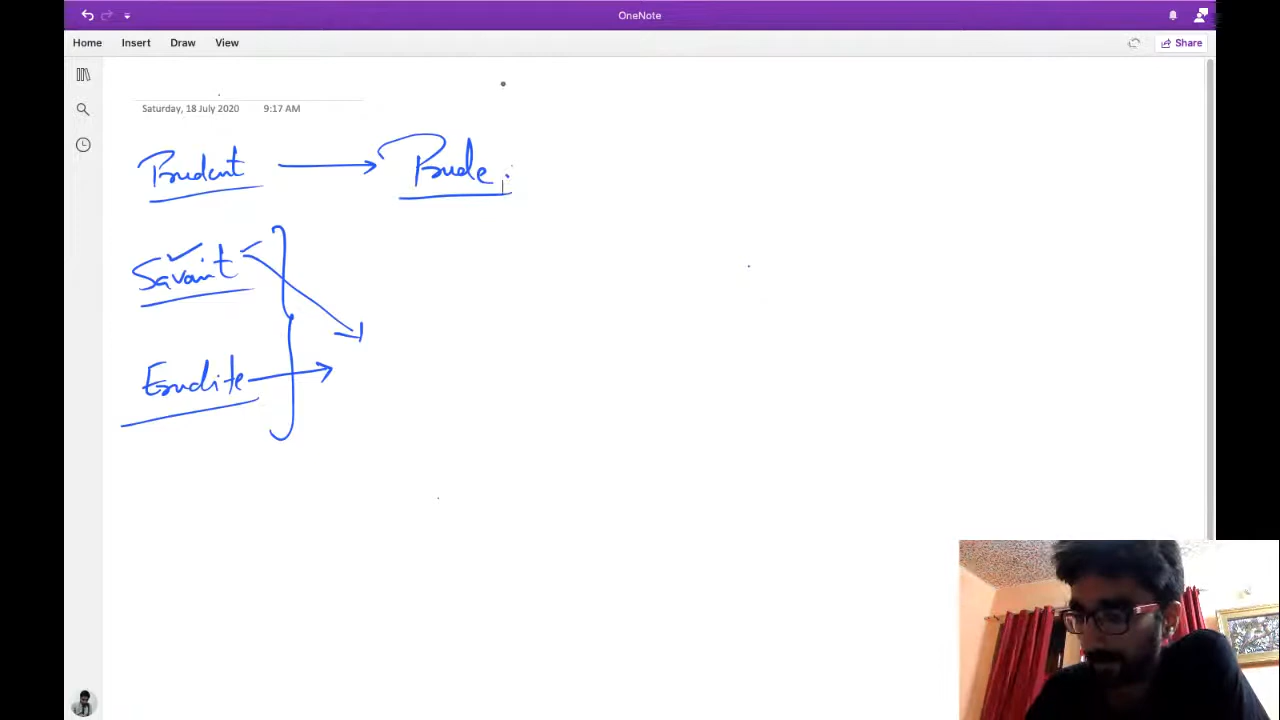 OneNote
Home Insert Draw View Share
Saturday, 18 July 2020 9:17 AM
Prudent → Prude
Savant
Erudite →